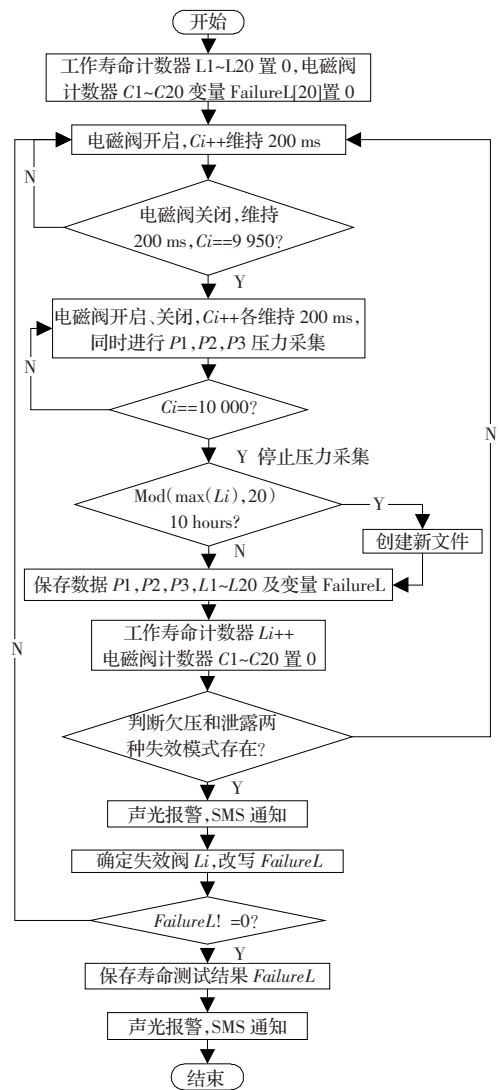 开始
工作寿命计数器 L1~L20 置 0,电磁阀
计数器 C1~C20 变量 FailureL[20]置 0
电磁阀开启,Ci++维持 200 ms
N
电磁阀关闭,维持
200 ms,Ci==9 950?
Y
电磁阀开启、关闭,Ci++各维持 200 ms,
同时进行 P1,P2,P3 压力采集
N
Ci==10 000?
N
Y 停止压力采集
Mod(max(Li),20)
10 hours?
Y
创建新文件
N
保存数据 P1,P2,P3,L1~L20 及变量 FailureL
工作寿命计数器 Li++
电磁阀计数器 C1~C20 置 0
N
判断欠压和泄露两
种失效模式存在?
Y
声光报警,SMS 通知
确定失效阀 Li,改写 FailureL
FailureL! =0?
Y
保存寿命测试结果 FailureL
声光报警,SMS 通知
结束